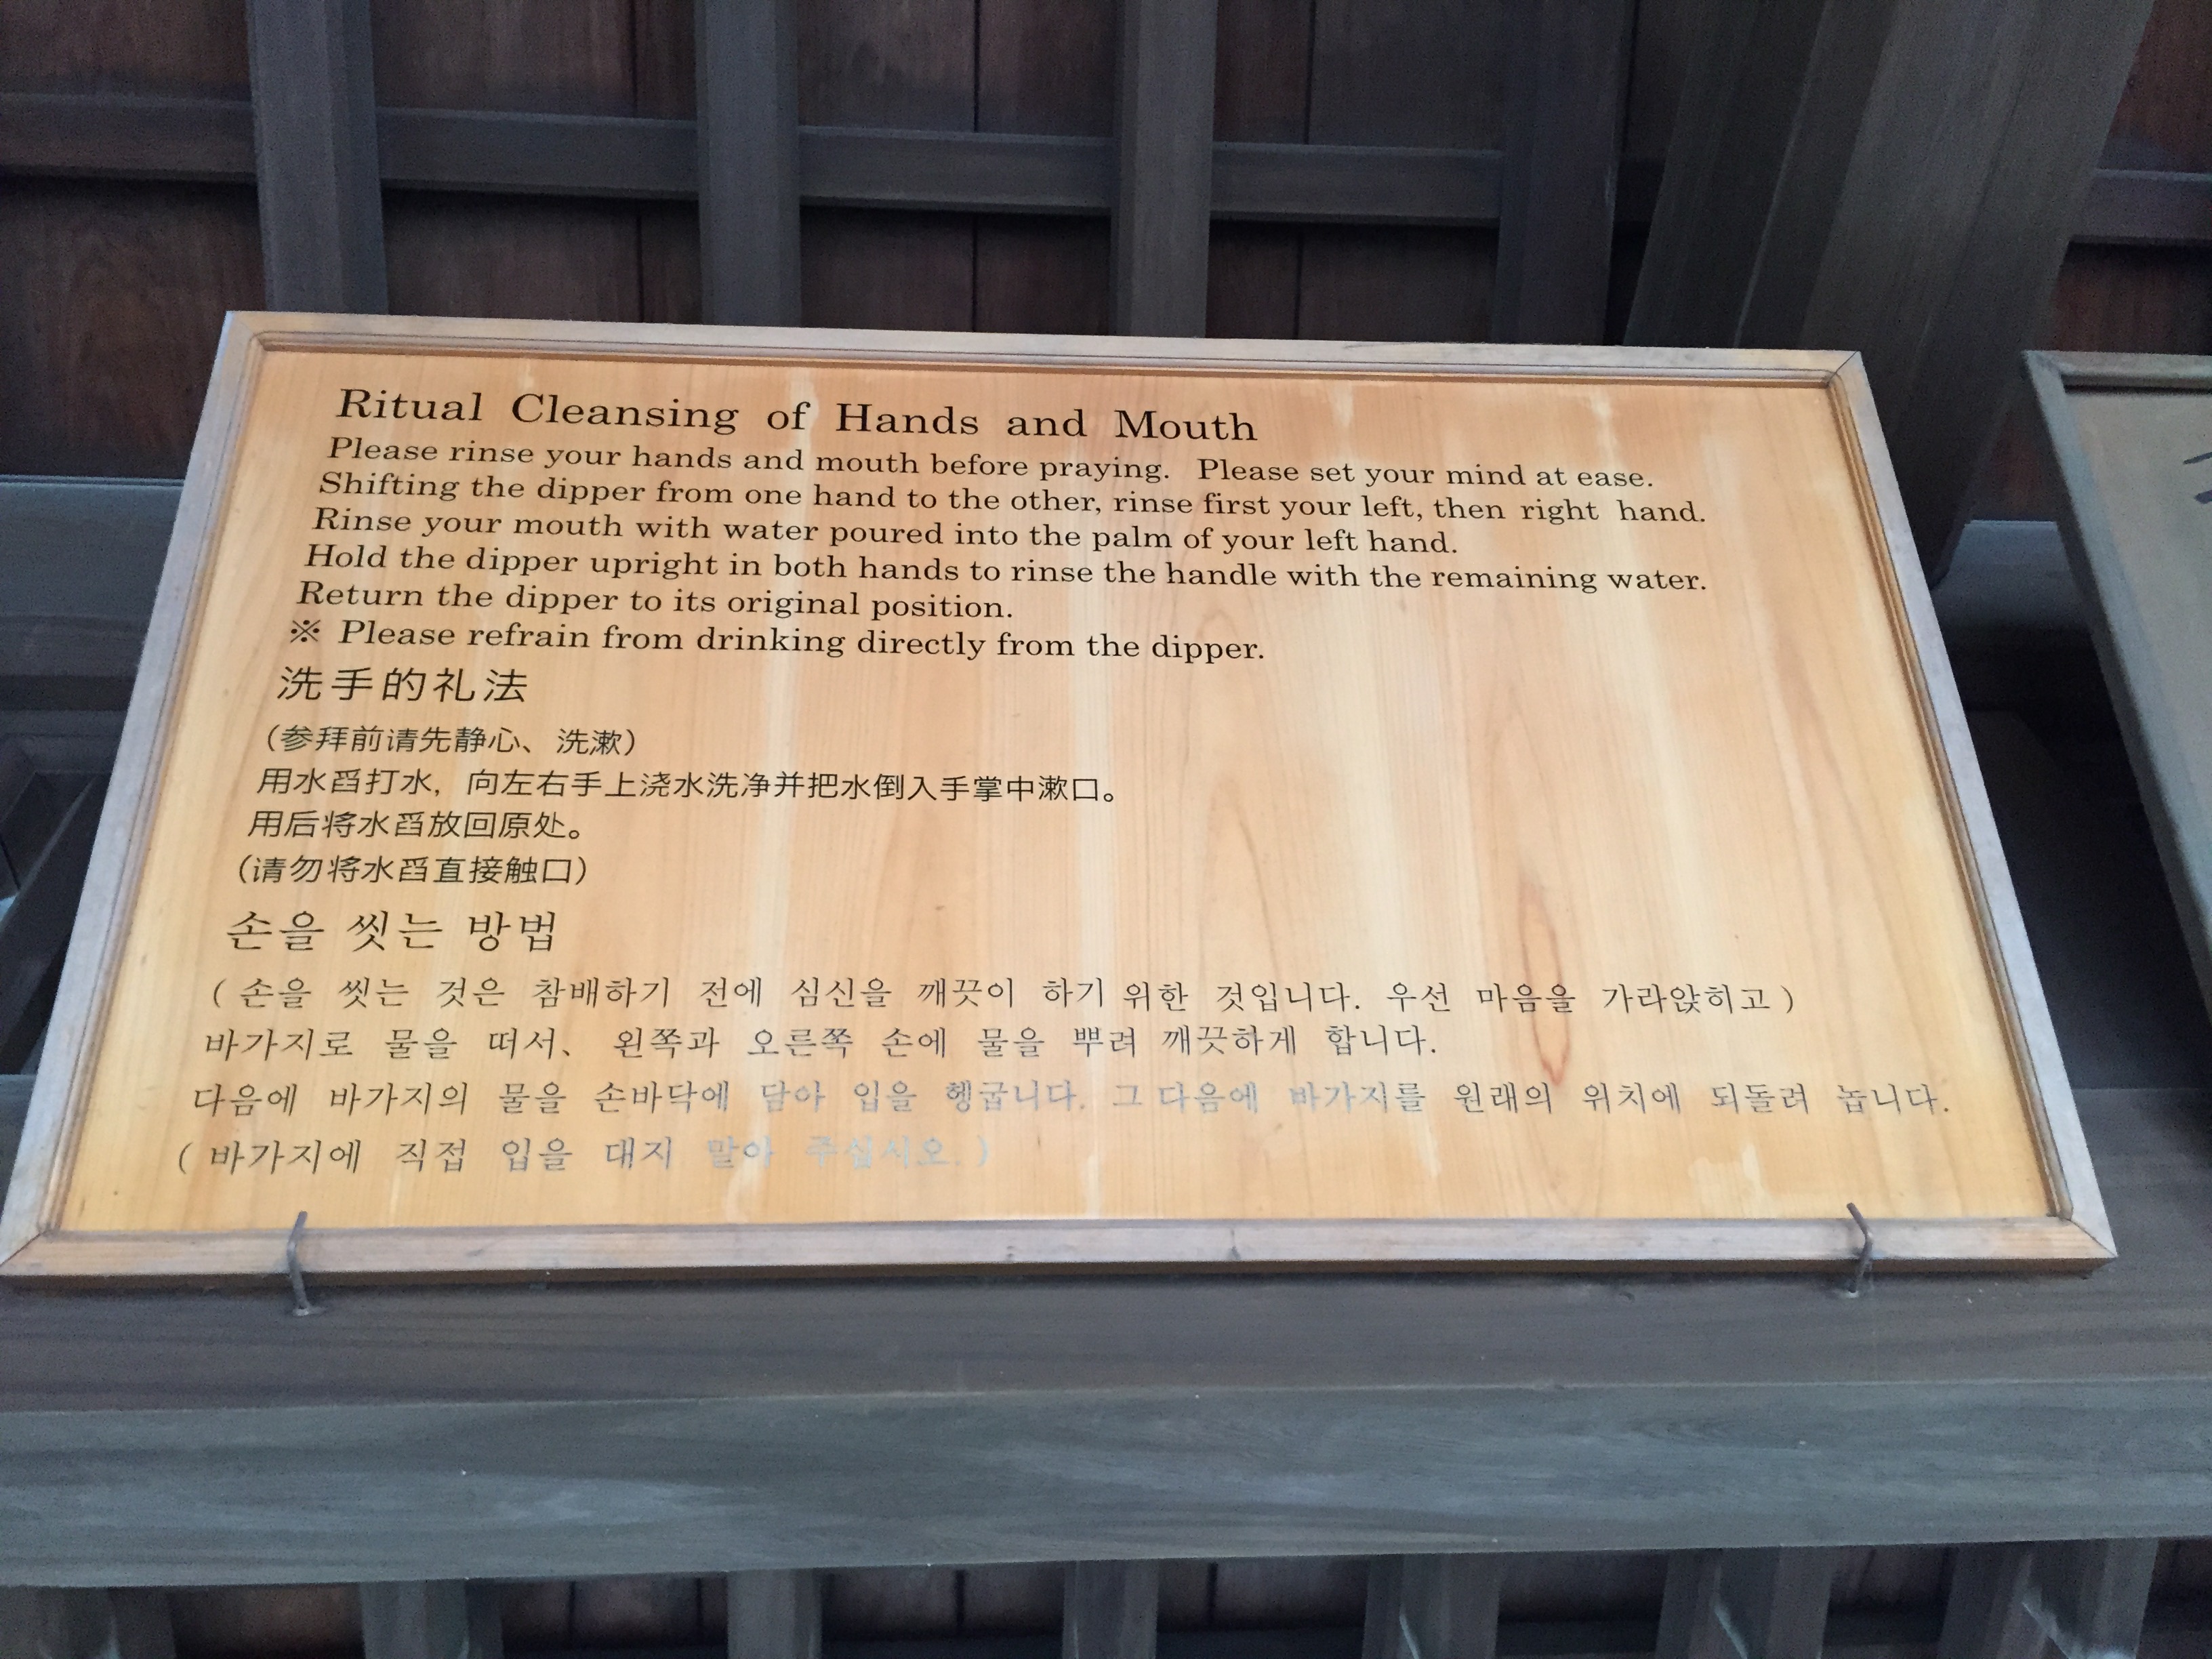 Ritual Cleansing of Hands and Mouth
Please rinse your hands and mouth before praying. Please set your mind at ease.
Shifting the dipper from one hand to the other, rinse first your left, then right hand.
Rinse your mouth with water poured into the palm of your left hand.
Hold the dipper upright in both hands to rinse the handle with the remaining water.
Return the dipper to its original position.
※ Please refrain from drinking directly from the dipper.
洗手的礼法
（参拜前请先静心、洗漱）
用水舀打水，向左右手上浇水洗净并把水倒入手掌中漱口。
用后将水舀放回原处。
（请勿将水舀直接触口）
손을 씻는 방법
( 손을 씻는 것은 참배하기 전에 심신을 깨끗이 하기 위한 것입니다. 우선 마음을 가라앉히고 )
바가지로 물을 떠서、 왼쪽과 오른쪽 손에 물을 뿌려 깨끗하게 합니다.
다음에 바가지의 물을 손바닥에 담아 입을 헹굽니다. 그 다음에 바가지를 원래의 위치에 되돌려 놉니다.
( 바가지에 직접 입을 대지 말아 주십시오. )